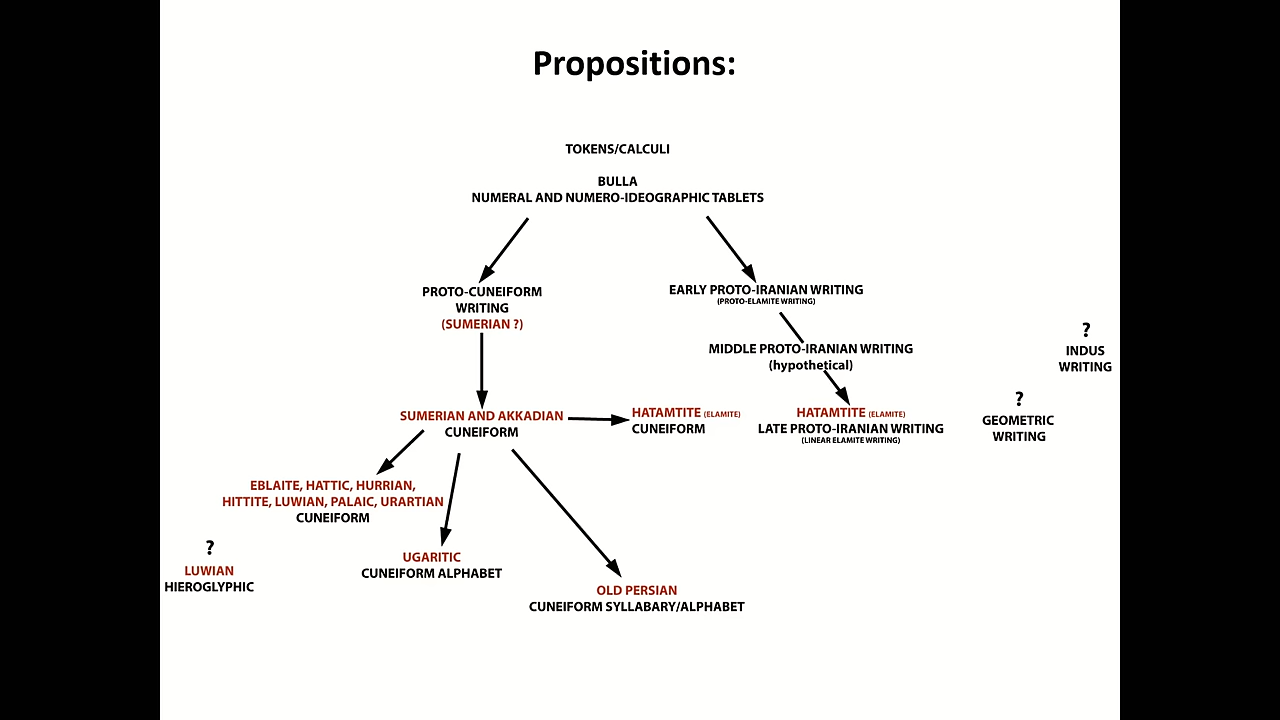 Propositions:
TOKENS/CALCULI
BULLA
NUMERAL AND NUMERO-IDEOGRAPHIC TABLETS
PROTO-CUNEIFORM
WRITING
(SUMERIAN ?)
EARLY PROTO-IRANIAN WRITING
(PROTO-ELAMITE WRITING)
MIDDLE PROTO-IRANIAN WRITING
(hypothetical)
?
INDUS
WRITING
SUMERIAN AND AKKADIAN
CUNEIFORM
HATAMTITE (ELAMITE)
CUNEIFORM
HATAMTITE (ELAMITE)
LATE PROTO-IRANIAN WRITING
(LINEAR ELAMITE WRITING)
?
GEOMETRIC
WRITING
EBLAITE, HATTIC, HURRIAN,
HITTITE, LUWIAN, PALAIC, URARTIAN
CUNEIFORM
?
LUWIAN
HIEROGLYPHIC
UGARITIC
CUNEIFORM ALPHABET
OLD PERSIAN
CUNEIFORM SYLLABARY/ALPHABET